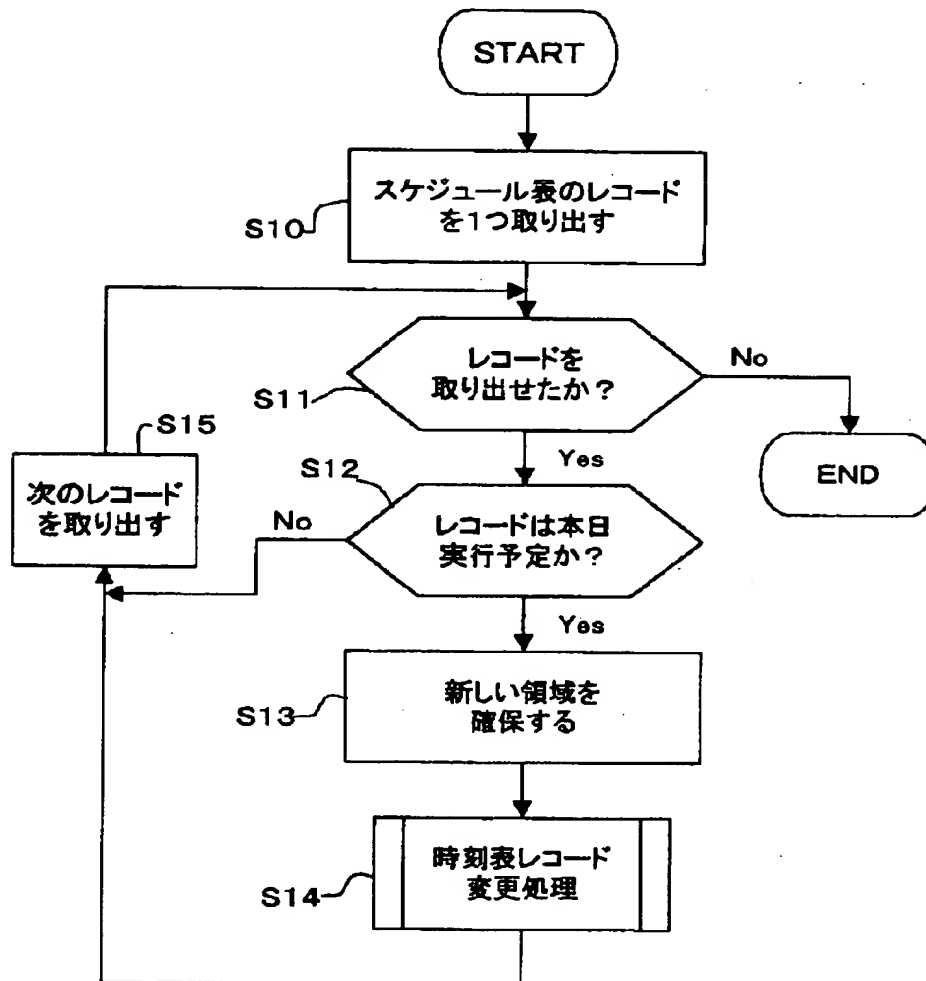 START
スケジュール表のレコード
を1つ取り出す
S10
レコードを
取り出せたか?
S11
No
Yes
END
S15
次のレコード
を取り出す
S12
レコードは本日
実行予定か?
No
Yes
新しい領域を
確保する
S13
時刻表レコード
変更処理
S14